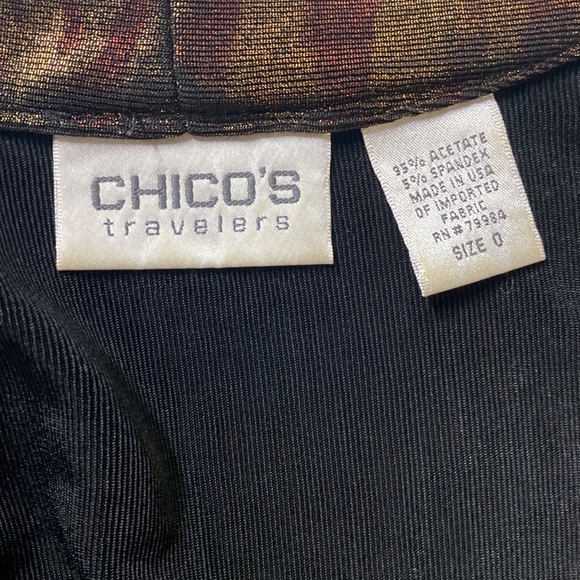 CHICO'S
travelers
95% ACETATE
5% SPANDEX
MADE IN USA
OF IMPORTED
FABRIC
RN# 79984
SIZE 0